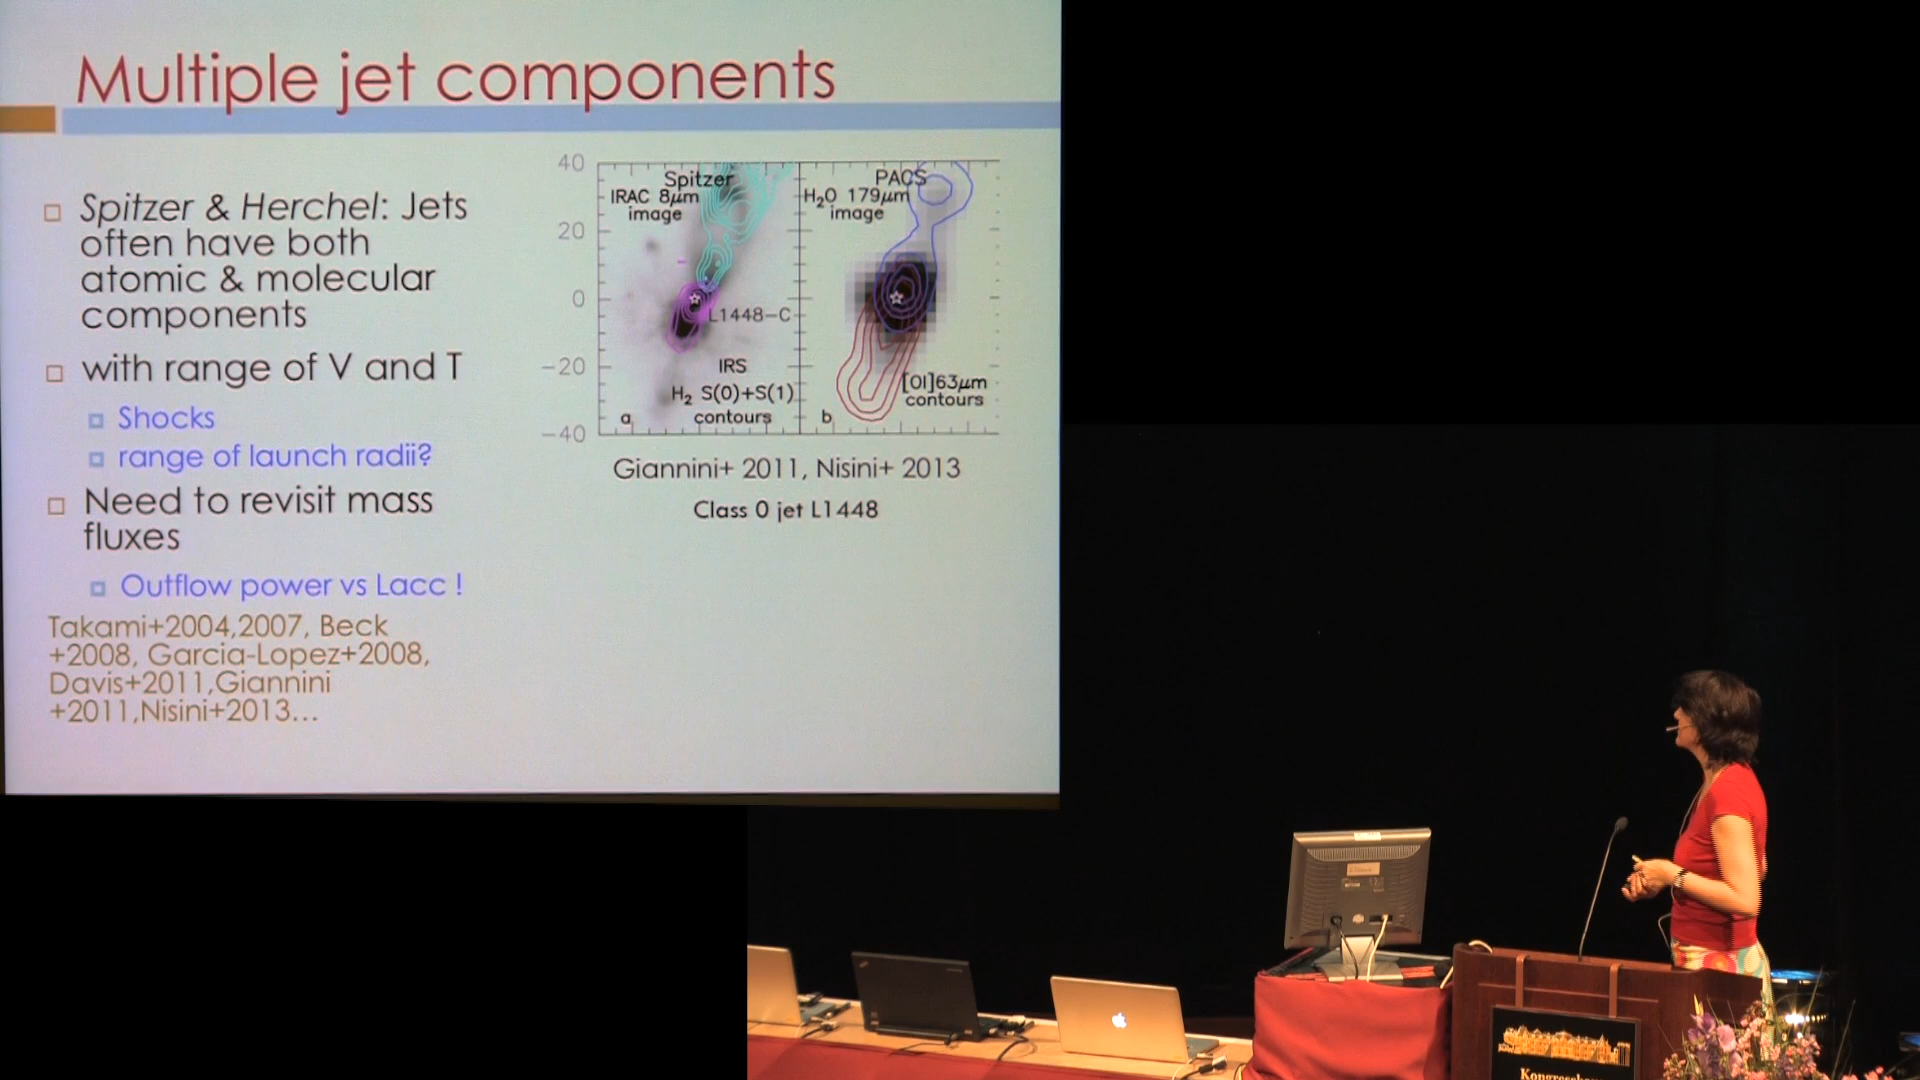 Multiple jet components
Spitzer & Herchel: Jets
often have both
atomic & molecular
components
with range of V and T
Shocks
range of launch radii?
Need to revisit mass
fluxes
Outflow power vs Lacc !
Takami+2004,2007, Beck
+2008, Garcia-Lopez+2008,
Davis+2011,Giannini
+2011,Nisini+2013...
40
20
0
−20
−40
Spitzer
IRAC 8μm
image
L1448−C
IRS
H₂ S(0)+S(1)
contours
a
PACS
H₂O 179μm
image
[OI]63μm
contours
b
Giannini+ 2011, Nisini+ 2013
Class 0 jet L1448